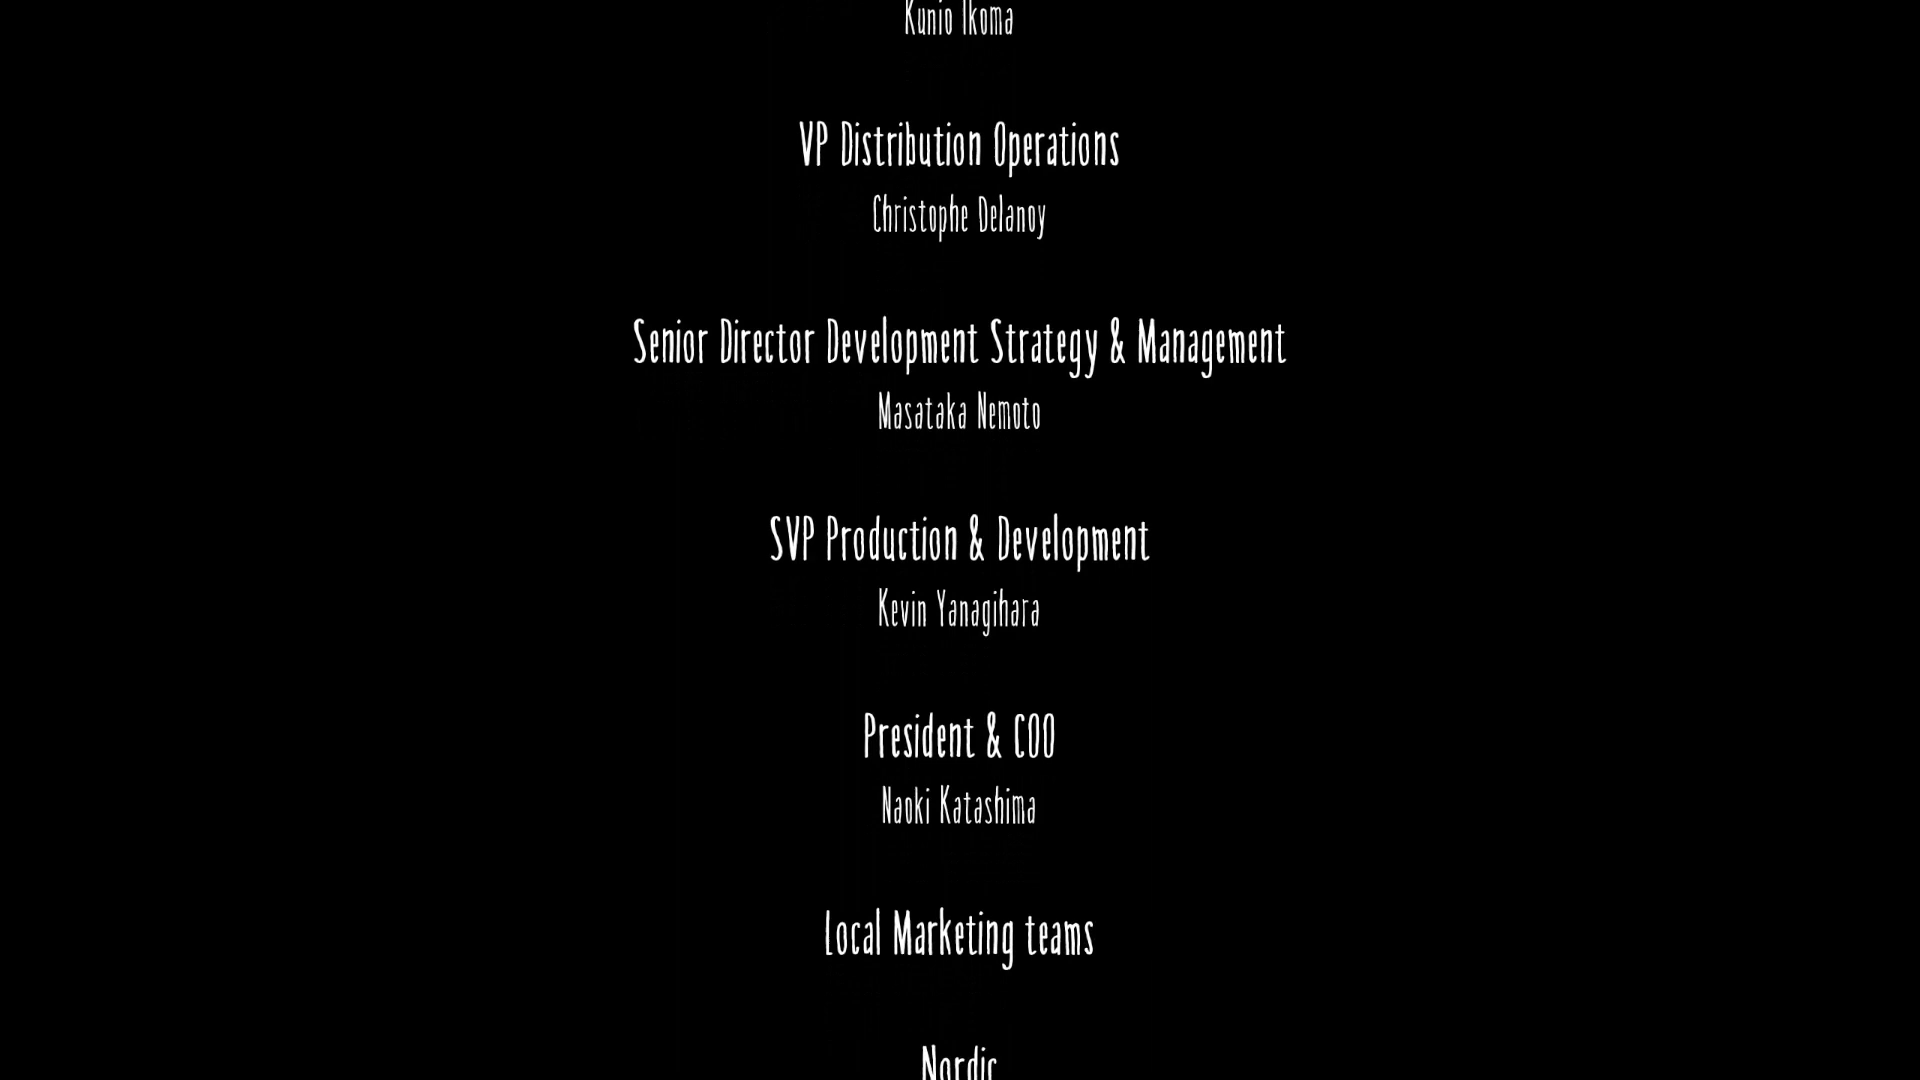 Kunio Ikoma
VP Distribution Operations
Christophe Delanoy
Senior Director Development Strategy & Management
Masataka Nemoto
SVP Production & Development
Kevin Yanagihara
President & COO
Naoki Katashima
Local Marketing teams
Nordic